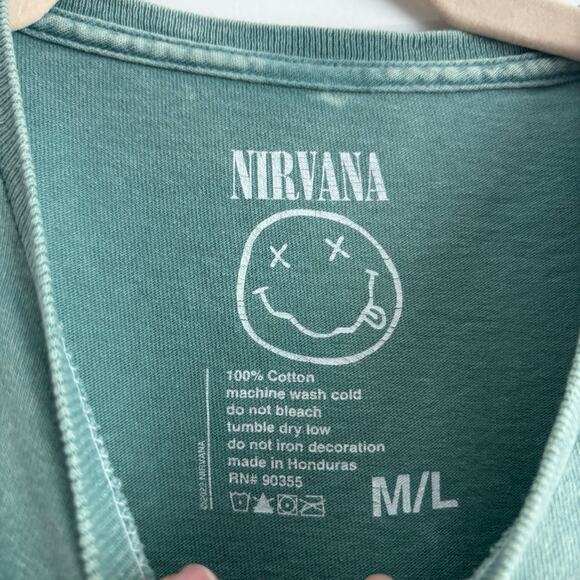 NIRVANA
100% Cotton
machine wash cold
do not bleach
tumble dry low
do not iron decoration
made in Honduras
RN# 90355
M/L
©2022 NIRVANA